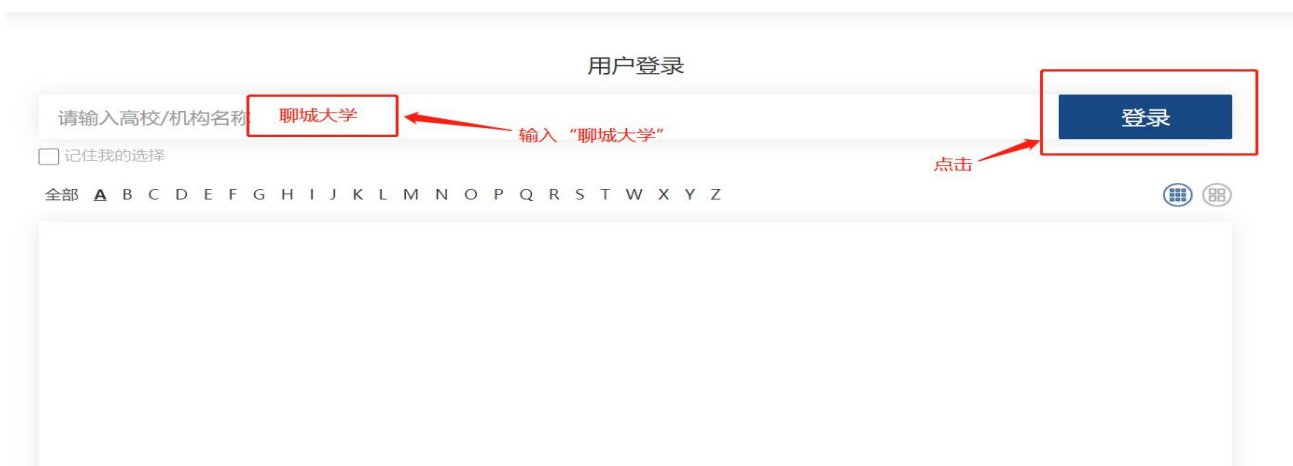 用户登录
请输入高校/机构名称 聊城大学
登录
输入“聊城大学”
记住我的选择
点击
全部 A B C D E F G H I J K L M N O P Q R S T W X Y Z